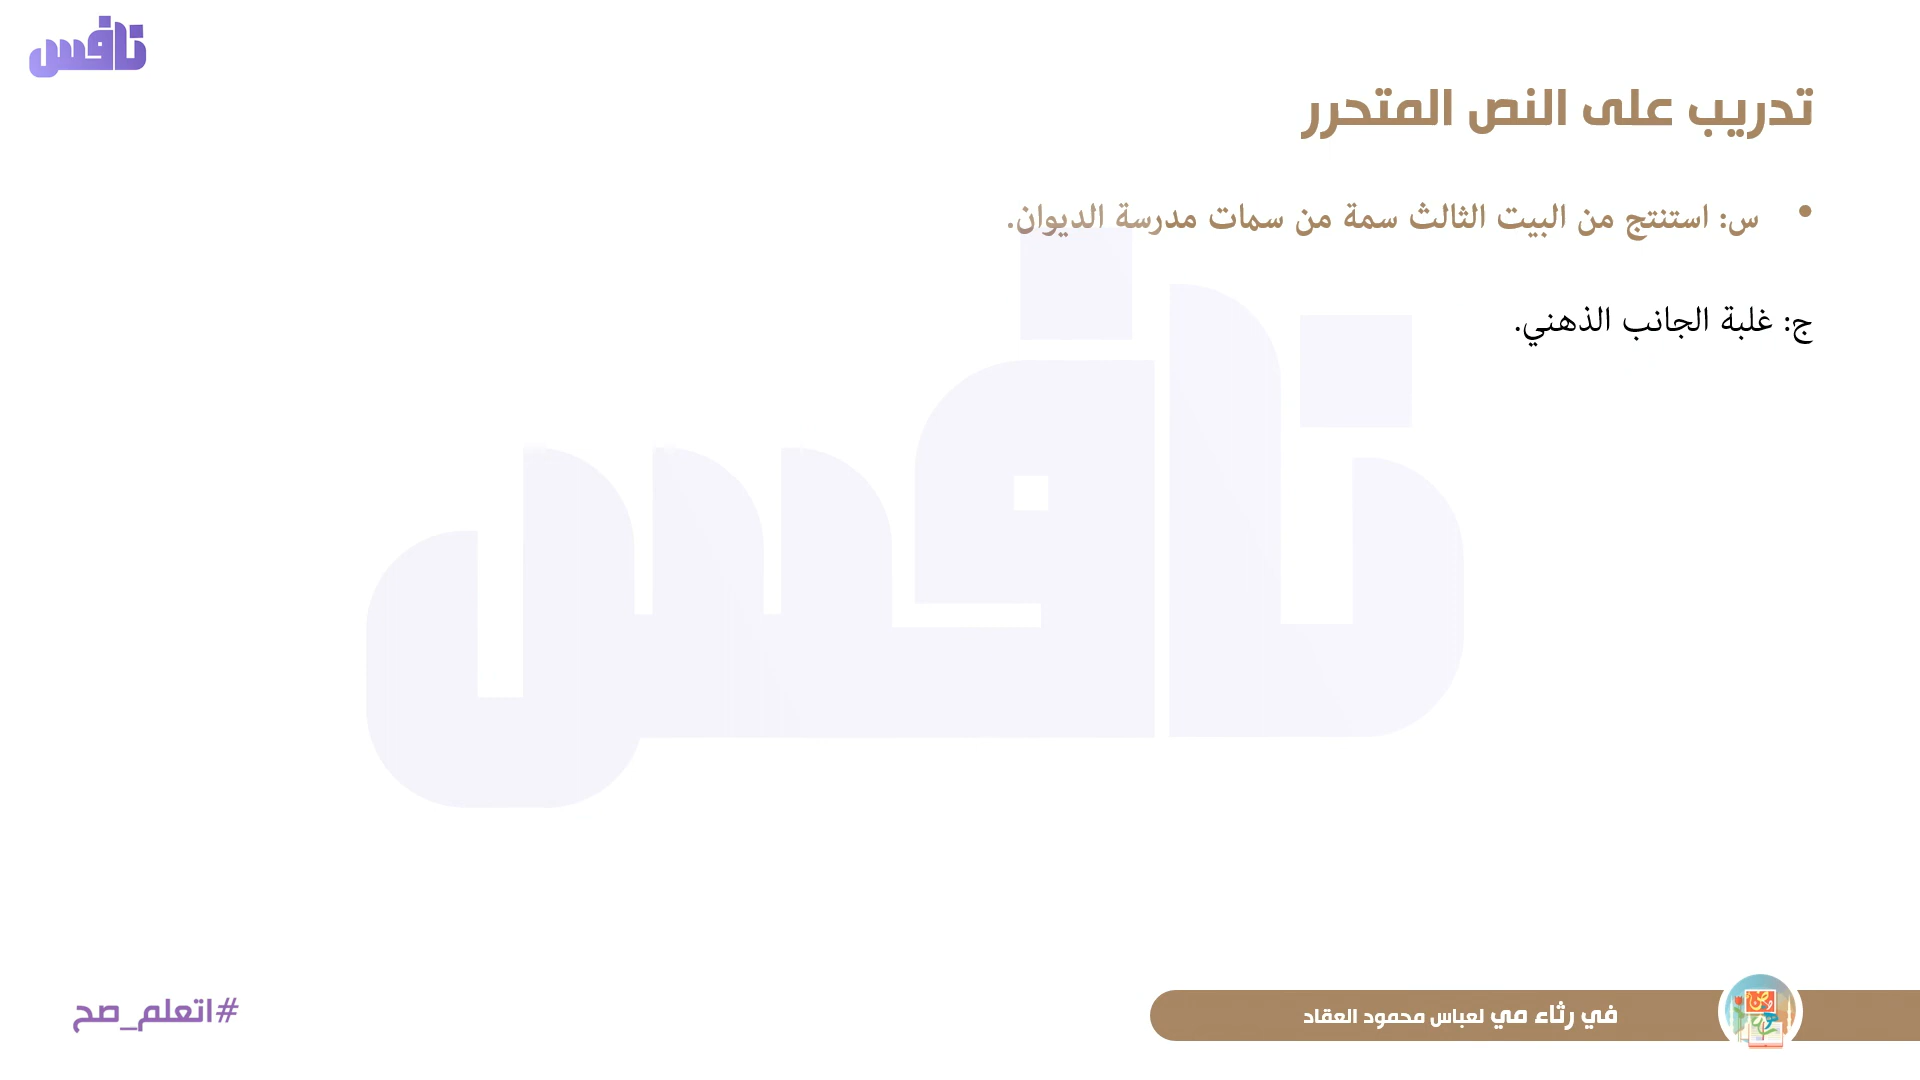 نافس
تدريب على النص المتحرر
• س: استنتج من البيت الثالث سمة من سمات مدرسة الديوان.
ج: غلبة الجانب الذهني.
نافس
في رثاء مي لعباس محمود العقاد
#اتعلم_صح